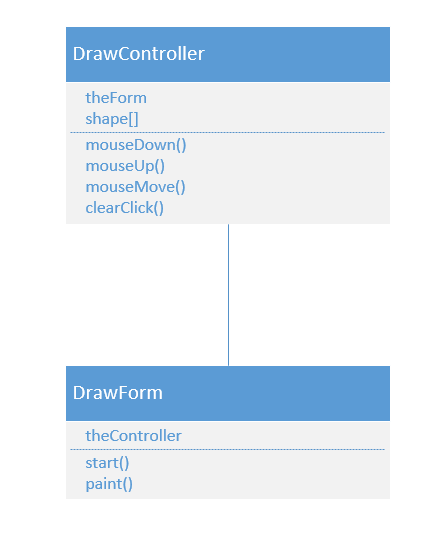 DrawController
theForm
shape[]
mouseDown()
mouseUp()
mouseMove()
clearClick()
DrawForm
theController
start()
paint()